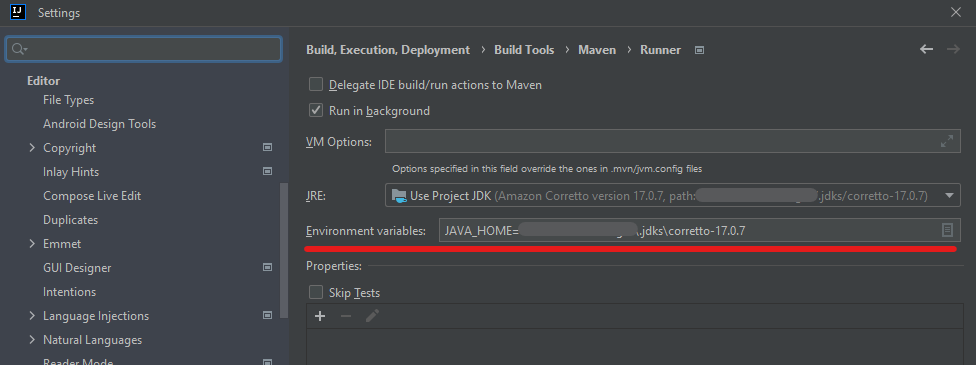 IJ
Settings
Build, Execution, Deployment › Build Tools › Maven › Runner
Editor
File Types
Android Design Tools
Copyright
Inlay Hints
Compose Live Edit
Duplicates
Emmet
GUI Designer
Intentions
Language Injections
Natural Languages
Reader Mode
Delegate IDE build/run actions to Maven
Run in background
VM Options:
Options specified in this field override the ones in .mvn/jvm.config files
JRE: Use Project JDK (Amazon Corretto version 17.0.7, path: /.jdks/corretto-17.0.7)
Environment variables: JAVA_HOME= \.jdks\corretto-17.0.7
Properties:
Skip Tests